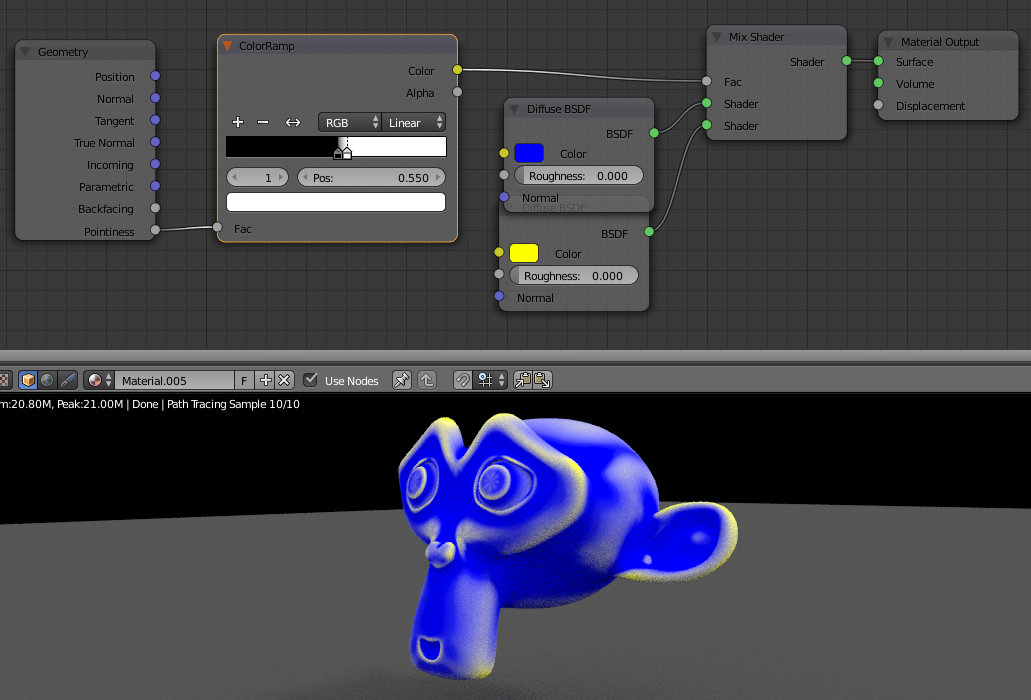 Geometry
Position
Normal
Tangent
True Normal
Incoming
Parametric
Backfacing
Pointiness
ColorRamp
Color
Alpha
RGB Linear
1 Pos: 0.550
Fac
Diffuse BSDF
BSDF
Color
Roughness: 0.000
Normal
Diffuse BSDF
BSDF
Color
Roughness: 0.000
Normal
Mix Shader
Shader
Fac
Shader
Shader
Material Output
Surface
Volume
Displacement
Material.005 F Use Nodes
m:20.80M, Peak:21.00M | Done | Path Tracing Sample 10/10